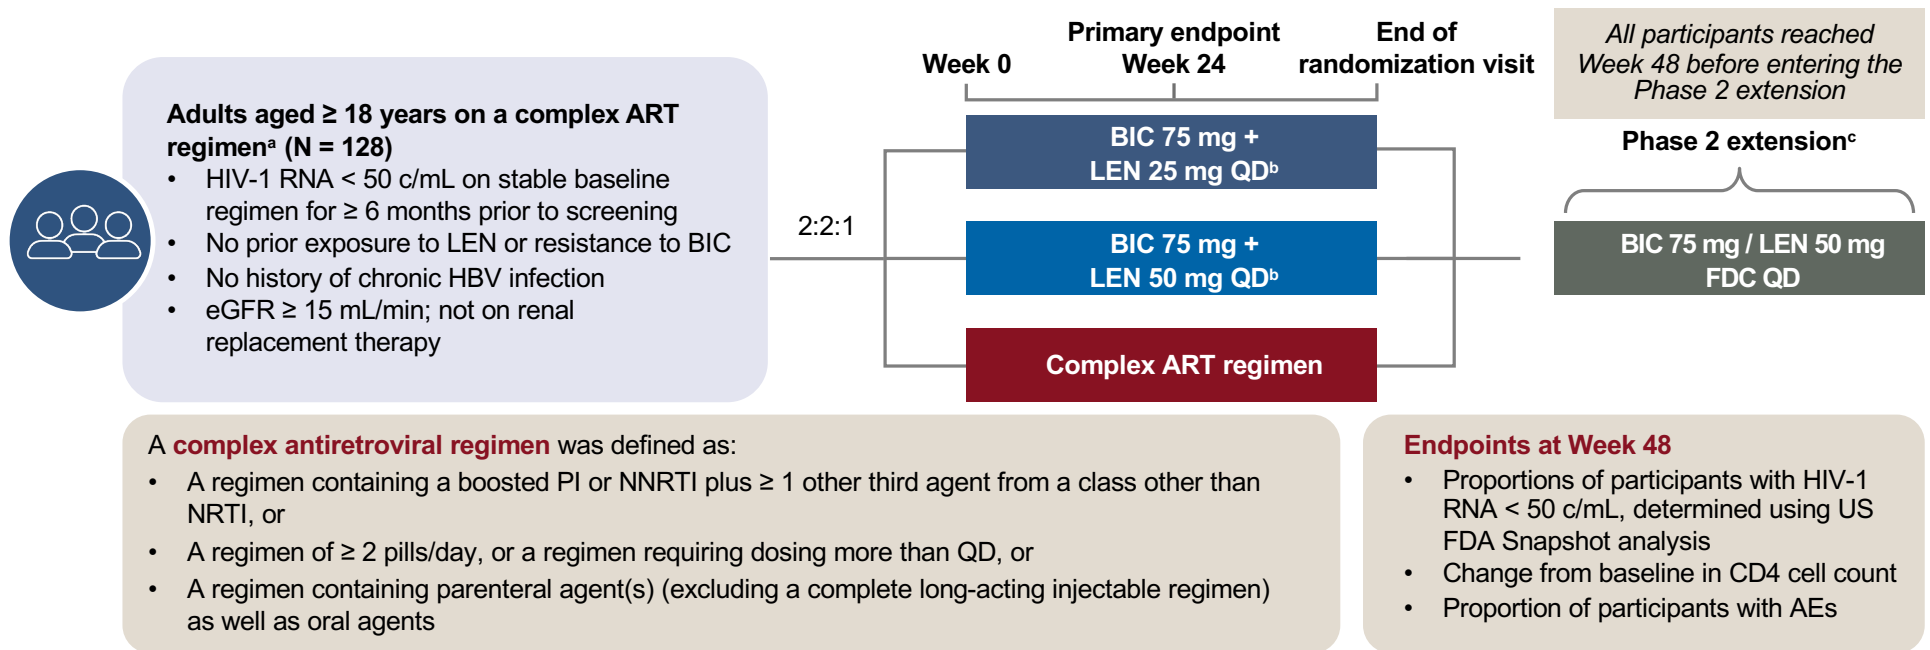 Adults aged ≥ 18 years on a complex ART
regimenᵃ (N = 128)
• HIV-1 RNA < 50 c/mL on stable baseline
regimen for ≥ 6 months prior to screening
• No prior exposure to LEN or resistance to BIC
• No history of chronic HBV infection
• eGFR ≥ 15 mL/min; not on renal
replacement therapy
2:2:1
Week 0
Primary endpoint
Week 24
End of
randomization visit
BIC 75 mg +
LEN 25 mg QDᵇ
BIC 75 mg +
LEN 50 mg QDᵇ
Complex ART regimen
All participants reached
Week 48 before entering the
Phase 2 extension
Phase 2 extensionᶜ
BIC 75 mg / LEN 50 mg
FDC QD
A complex antiretroviral regimen was defined as:
• A regimen containing a boosted PI or NNRTI plus ≥ 1 other third agent from a class other than
NRTI, or
• A regimen of ≥ 2 pills/day, or a regimen requiring dosing more than QD, or
• A regimen containing parenteral agent(s) (excluding a complete long-acting injectable regimen)
as well as oral agents
Endpoints at Week 48
• Proportions of participants with HIV-1
RNA < 50 c/mL, determined using US
FDA Snapshot analysis
• Change from baseline in CD4 cell count
• Proportion of participants with AEs